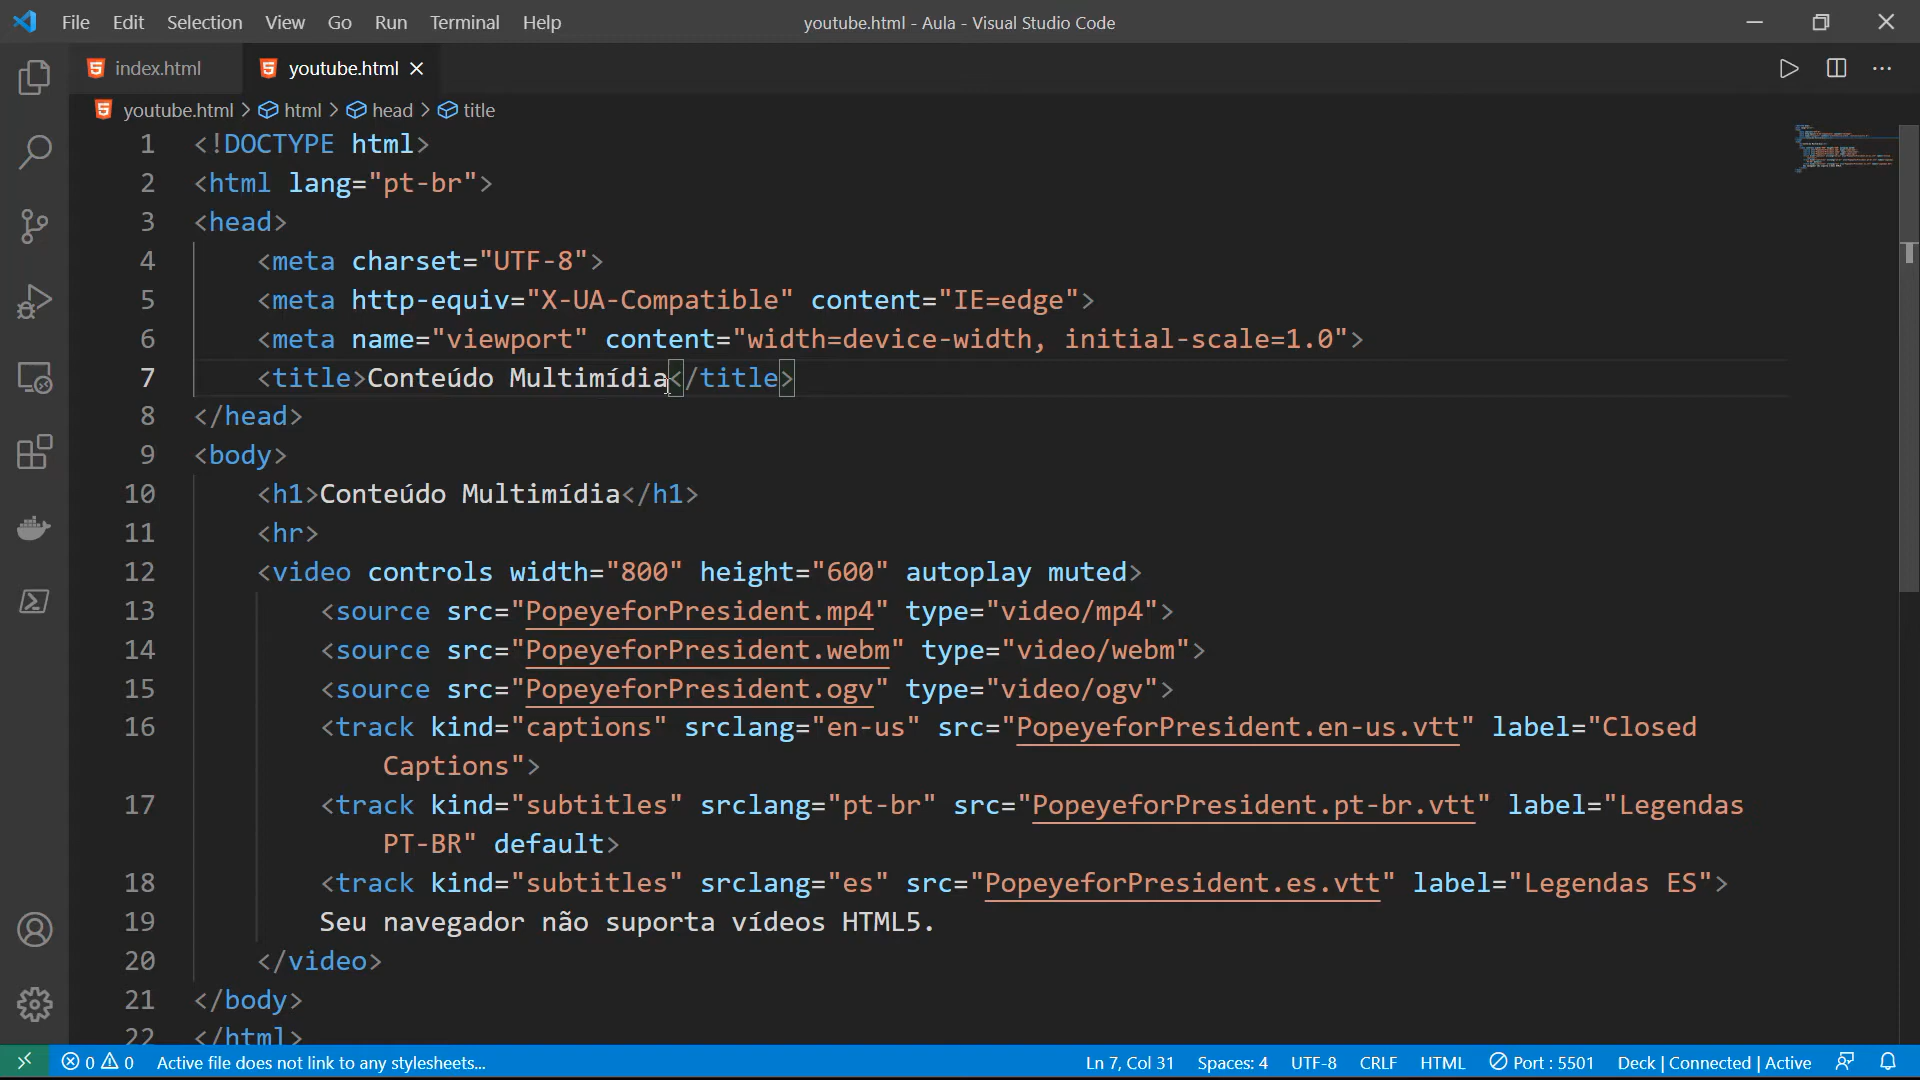 File Edit Selection View Go Run Terminal Help
youtube.html - Aula - Visual Studio Code
index.html
youtube.html
youtube.html > html > head > title
1 <!DOCTYPE html>
2 <html lang="pt-br">
3 <head>
4 <meta charset="UTF-8">
5 <meta http-equiv="X-UA-Compatible" content="IE=edge">
6 <meta name="viewport" content="width=device-width, initial-scale=1.0">
7 <title>Conteúdo Multimídia</title>
8 </head>
9 <body>
10 <h1>Conteúdo Multimídia</h1>
11 <hr>
12 <video controls width="800" height="600" autoplay muted>
13 <source src="PopeyeforPresident.mp4" type="video/mp4">
14 <source src="PopeyeforPresident.webm" type="video/webm">
15 <source src="PopeyeforPresident.ogv" type="video/ogv">
16 <track kind="captions" srclang="en-us" src="PopeyeforPresident.en-us.vtt" label="Closed
Captions">
17 <track kind="subtitles" srclang="pt-br" src="PopeyeforPresident.pt-br.vtt" label="Legendas
PT-BR" default>
18 <track kind="subtitles" srclang="es" src="PopeyeforPresident.es.vtt" label="Legendas ES">
19 Seu navegador não suporta vídeos HTML5.
20 </video>
21 </body>
22 </html>
0 0 Active file does not link to any stylesheets... Ln 7, Col 31 Spaces: 4 UTF-8 CRLF HTML Port : 5501 Deck | Connected | Active